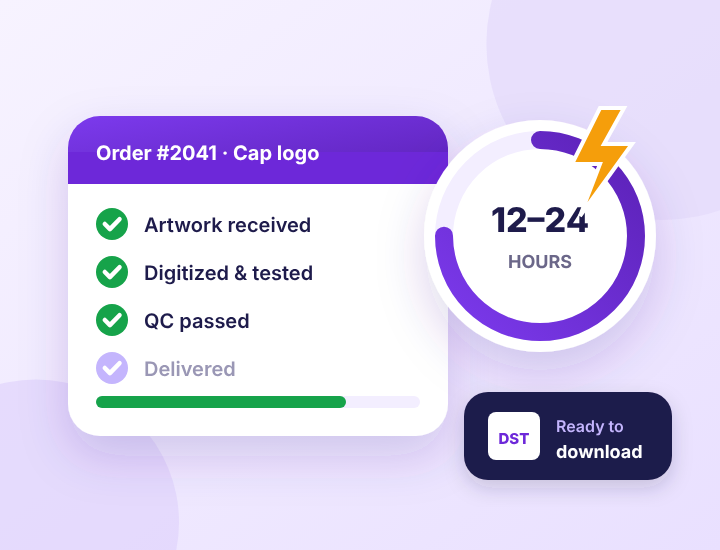 Order #2041 · Cap logo
Artwork received
Digitized & tested
QC passed
Delivered
12–24
HOURS
DST
Ready to
download